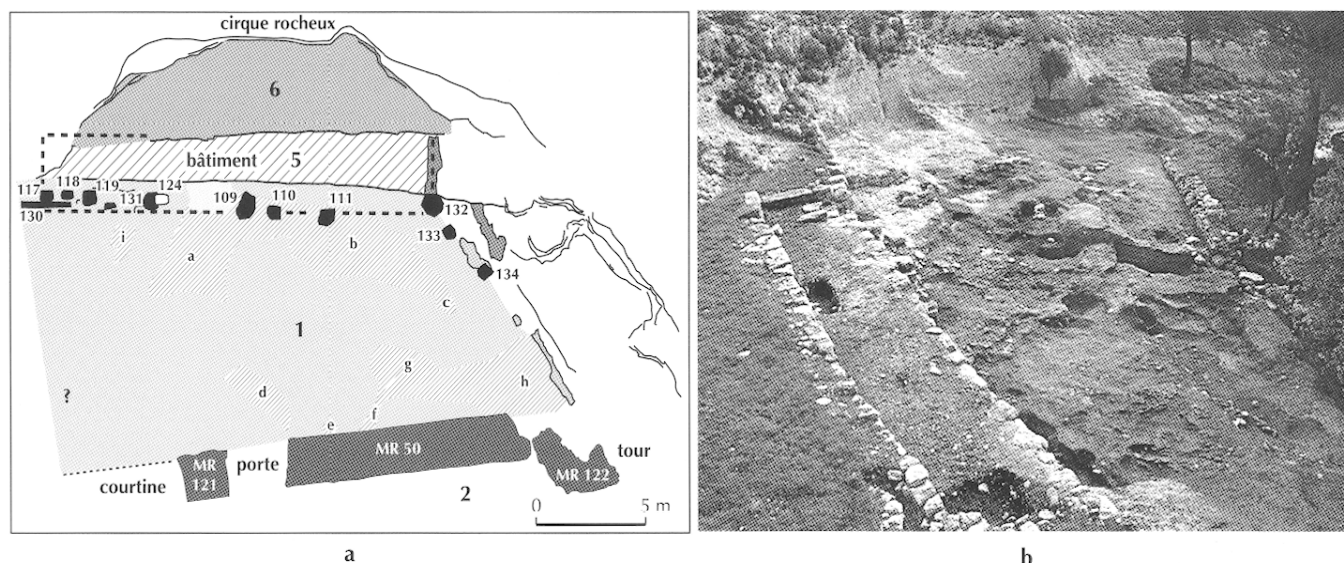 cirque rocheux
6
bâtiment 5
117 118 119 131 124 109 110 111 132
130
133
i a b
134
c
1
g
? d h
f
e
MR 50
MR 121 porte tour
MR 122
courtine
2
0 5 m
a b